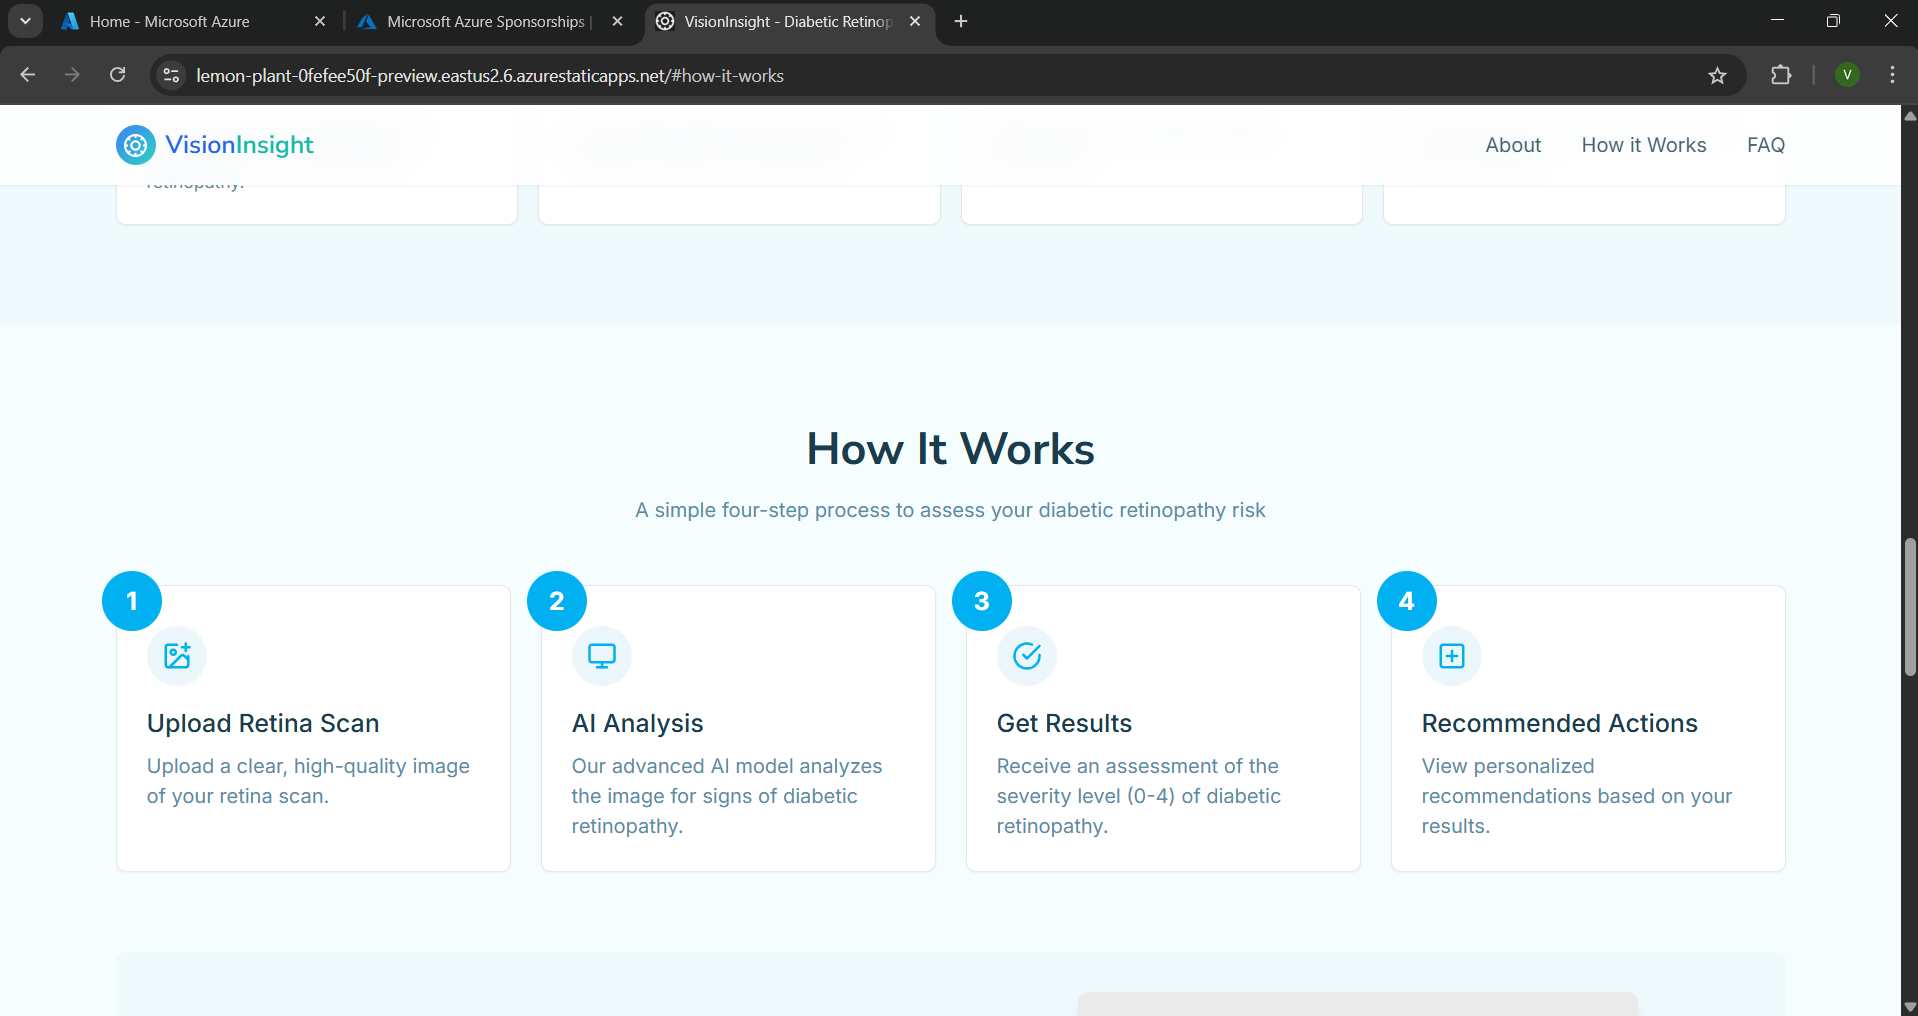 Home - Microsoft Azure
Microsoft Azure Sponsorships |
VisionInsight - Diabetic Retinop
lemon-plant-0fefee50f-preview.eastus2.6.azurestaticapps.net/#how-it-works
V
VisionInsight
About
How it Works
FAQ
retinopathy.
How It Works
A simple four-step process to assess your diabetic retinopathy risk
1
Upload Retina Scan
Upload a clear, high-quality image
of your retina scan.
2
AI Analysis
Our advanced AI model analyzes
the image for signs of diabetic
retinopathy.
3
Get Results
Receive an assessment of the
severity level (0-4) of diabetic
retinopathy.
4
Recommended Actions
View personalized
recommendations based on your
results.